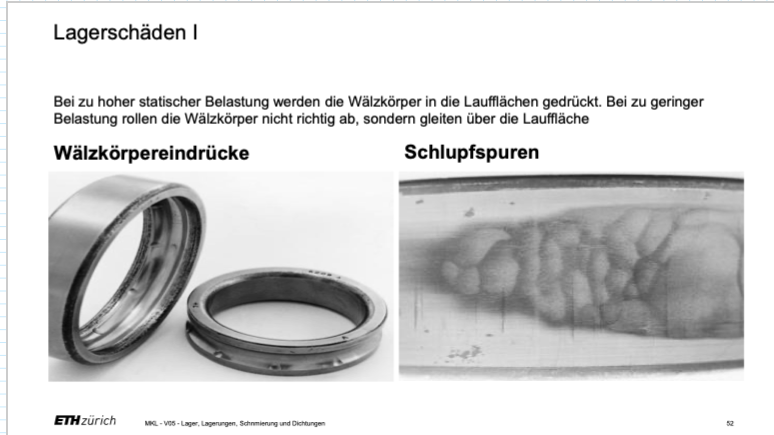 Lagerschäden I
Bei zu hoher statischer Belastung werden die Wälzkörper in die Laufflächen gedrückt. Bei zu geringer
Belastung rollen die Wälzkörper nicht richtig ab, sondern gleiten über die Lauffläche
Wälzkörpereindrücke
Schlupfspuren
ETH zürich
MKL - V05 - Lager, Lagerungen, Schnmierung und Dichtungen
52